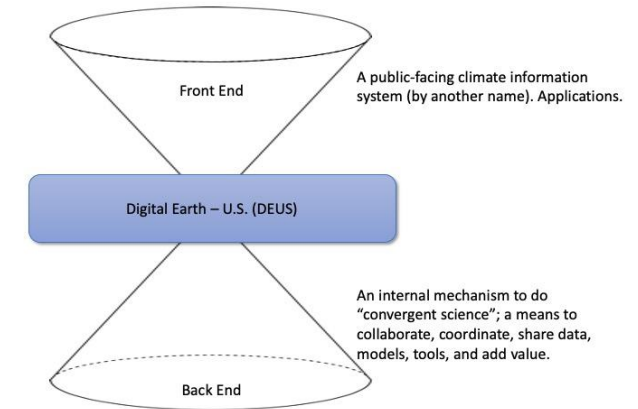 Front End
A public-facing climate information
system (by another name). Applications.
Digital Earth – U.S. (DEUS)
An internal mechanism to do
“convergent science”; a means to
collaborate, coordinate, share data,
models, tools, and add value.
Back End